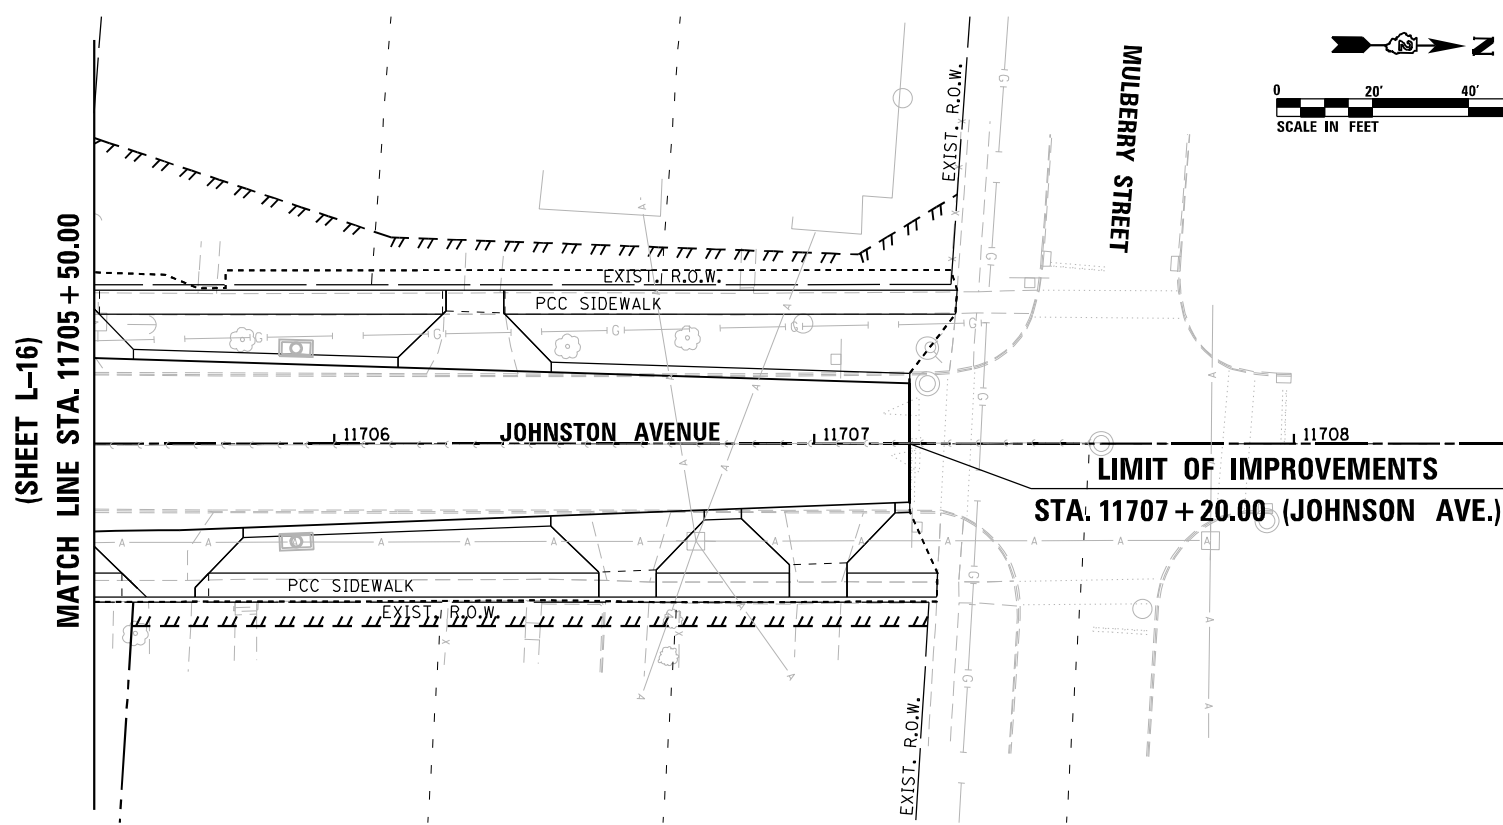 MULBERRY STREET
N
0 20' 40'
SCALE IN FEET
EXIST. R.O.W.
(SHEET L-16)
MATCH LINE STA. 11705 + 50.00
EXIST. R.O.W.
PCC SIDEWALK
11706
JOHNSTON AVENUE
11707
11708
LIMIT OF IMPROVEMENTS
STA. 11707 + 20.00 (JOHNSON AVE.)
PCC SIDEWALK
EXIST. R.O.W.
EXIST. R.O.W.